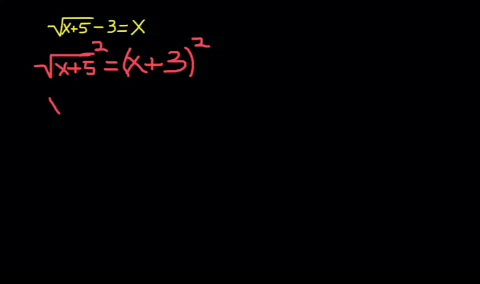 √x+5 - 3 = x
√x+5² = (x+3)²
\